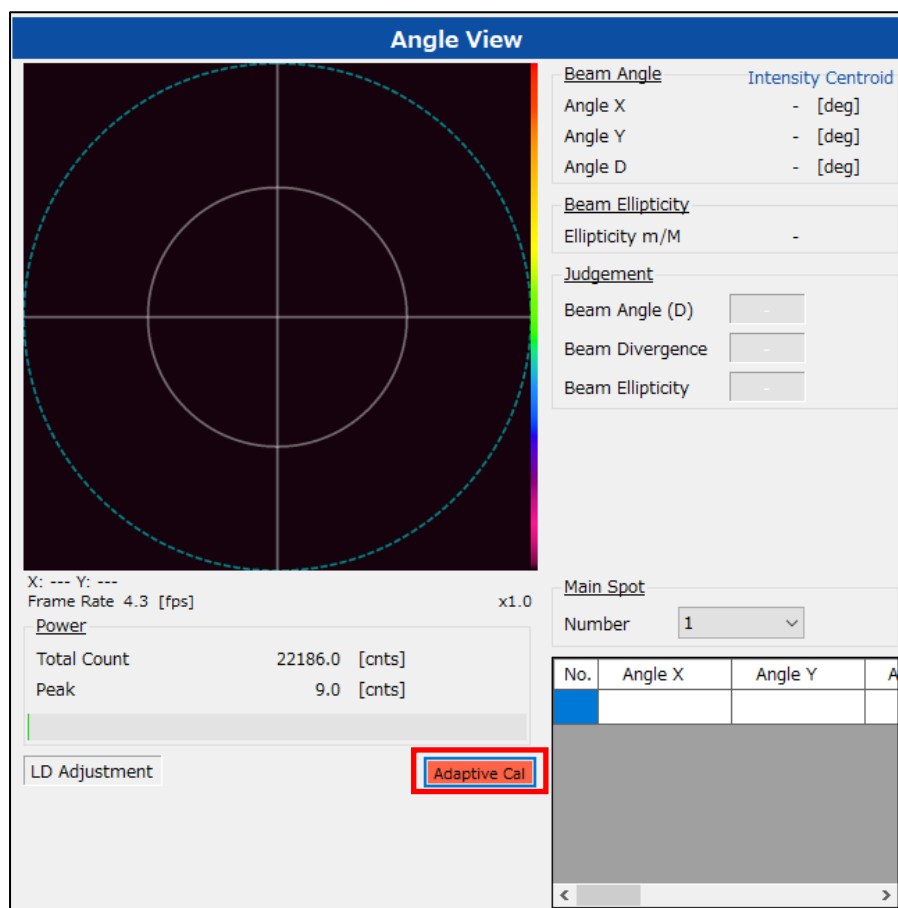 Angle View
Beam Angle Intensity Centroid
Angle X - [deg]
Angle Y - [deg]
Angle D - [deg]
Beam Ellipticity
Ellipticity m/M -
Judgement
Beam Angle (D) -
Beam Divergence -
Beam Ellipticity -
X: --- Y: ---
Frame Rate 4.3 [fps] x1.0
Power
Total Count 22186.0 [cnts]
Peak 9.0 [cnts]
LD Adjustment
Adaptive Cal
Main Spot
Number 1
No. Angle X Angle Y A